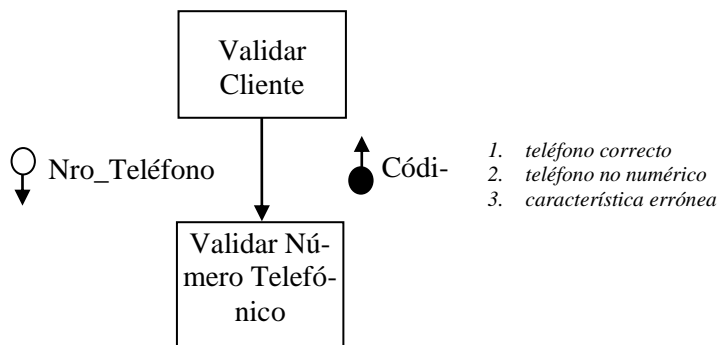 Validar
Cliente
Nro_Teléfono
Códi-
1. teléfono correcto
2. teléfono no numérico
3. característica errónea
Validar Nú-
mero Telefó-
nico